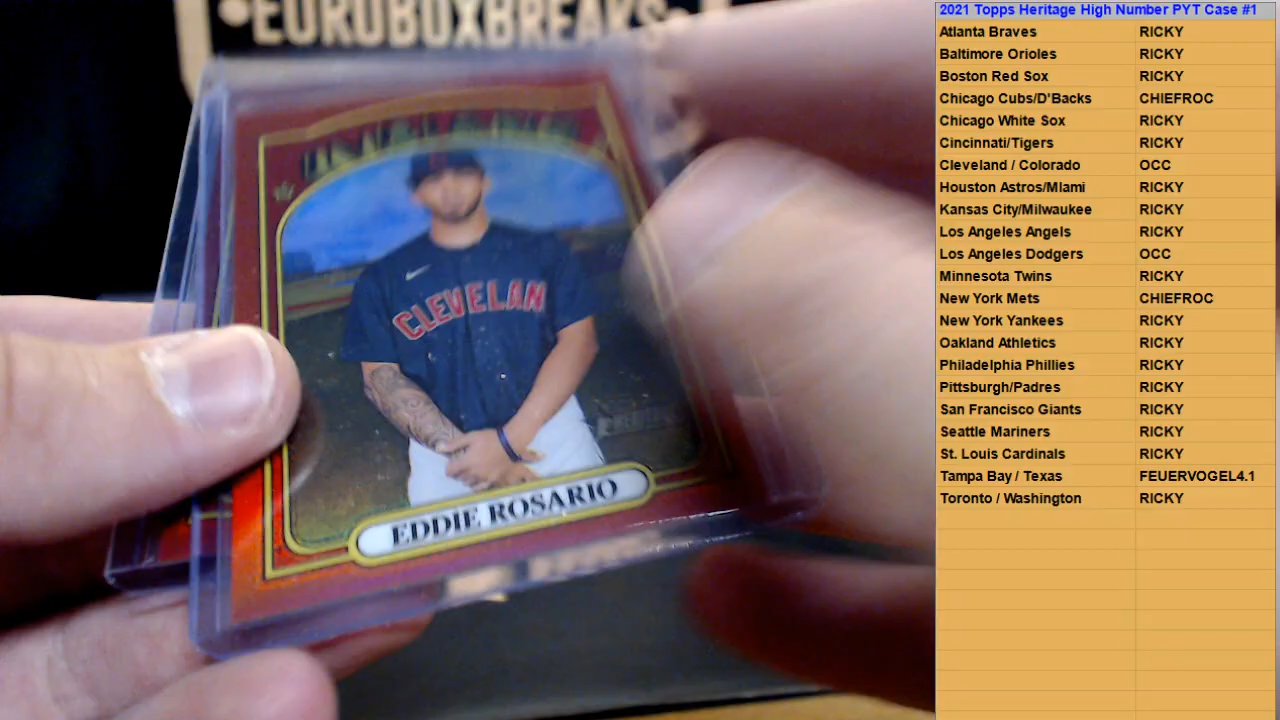 •EUROBOXBREAKS•
INDIANS
CLEVELAN
EDDIE ROSARIO
2021 Topps Heritage High Number PYT Case #1
Atlanta Braves RICKY
Baltimore Orioles RICKY
Boston Red Sox RICKY
Chicago Cubs/D'Backs CHIEFROC
Chicago White Sox RICKY
Cincinnati/Tigers RICKY
Cleveland / Colorado OCC
Houston Astros/Miami RICKY
Kansas City/Milwaukee RICKY
Los Angeles Angels RICKY
Los Angeles Dodgers OCC
Minnesota Twins RICKY
New York Mets CHIEFROC
New York Yankees RICKY
Oakland Athletics RICKY
Philadelphia Phillies RICKY
Pittsburgh/Padres RICKY
San Francisco Giants RICKY
Seattle Mariners RICKY
St. Louis Cardinals RICKY
Tampa Bay / Texas FEUERVOGEL4.1
Toronto / Washington RICKY